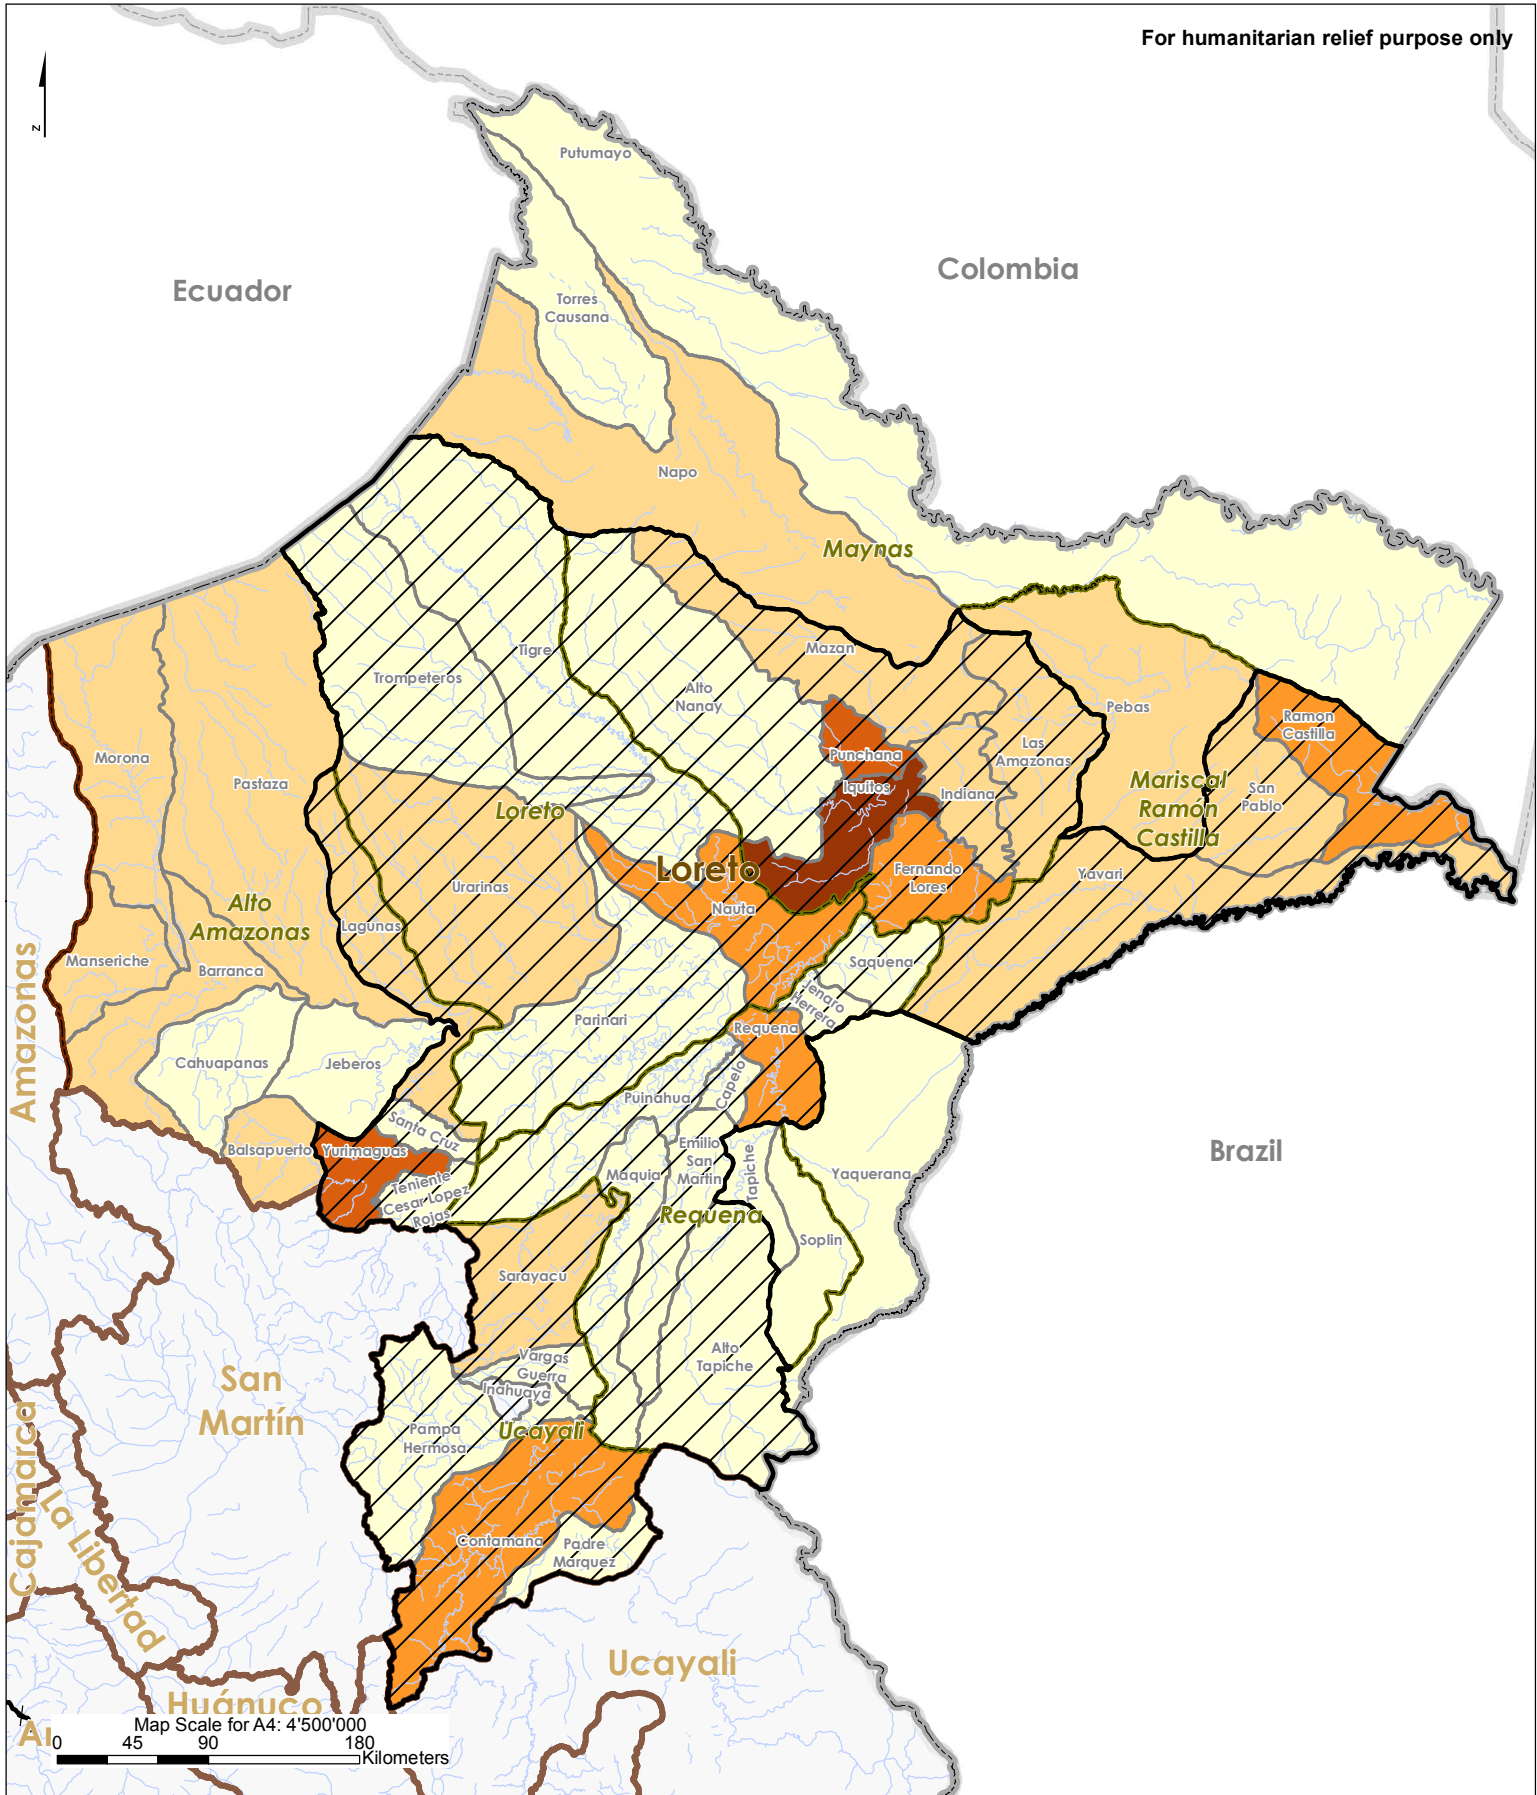 For humanitarian relief purpose only
z
Putumayo
Colombia
Ecuador
Torres
Causana
Napo
Maynas
Tigre
Mazan
Trompeteros
Alto
Nanay
Pebas
Ramon
Castilla
Morona
Pastaza
Punchana
Las
Amazonas
Iquitos
Indiana
Mariscal
Ramón
Castilla
San
Pablo
Loreto
Loreto
Urarinas
Fernando
Lores
Yavari
Alto
Amazonas
Nauta
Lagunas
Manseriche
Barranca
Saquena
Jenaro
Herrera
Amazonas
Parinari
Requena
Cahuapanas
Jeberos
Puinahua
Capelo
Santa Cruz
Balsapuerto
Yurimaguas
Emilio
San
Martin
Tapiche
Brazil
Maquia
Yaquerana
Teniente
Cesar Lopez
Rojas
Requena
Soplin
Sarayacu
Alto
Tapiche
Vargas
Guerra
Inahuaya
San
Martín
Pampa
Hermosa
Ucayali
Cajamarca
La Libertad
Contamana
Padre
Marquez
Ucayali
Huánuco
Map Scale for A4: 4'500'000
0 45 90 180
Kilometers